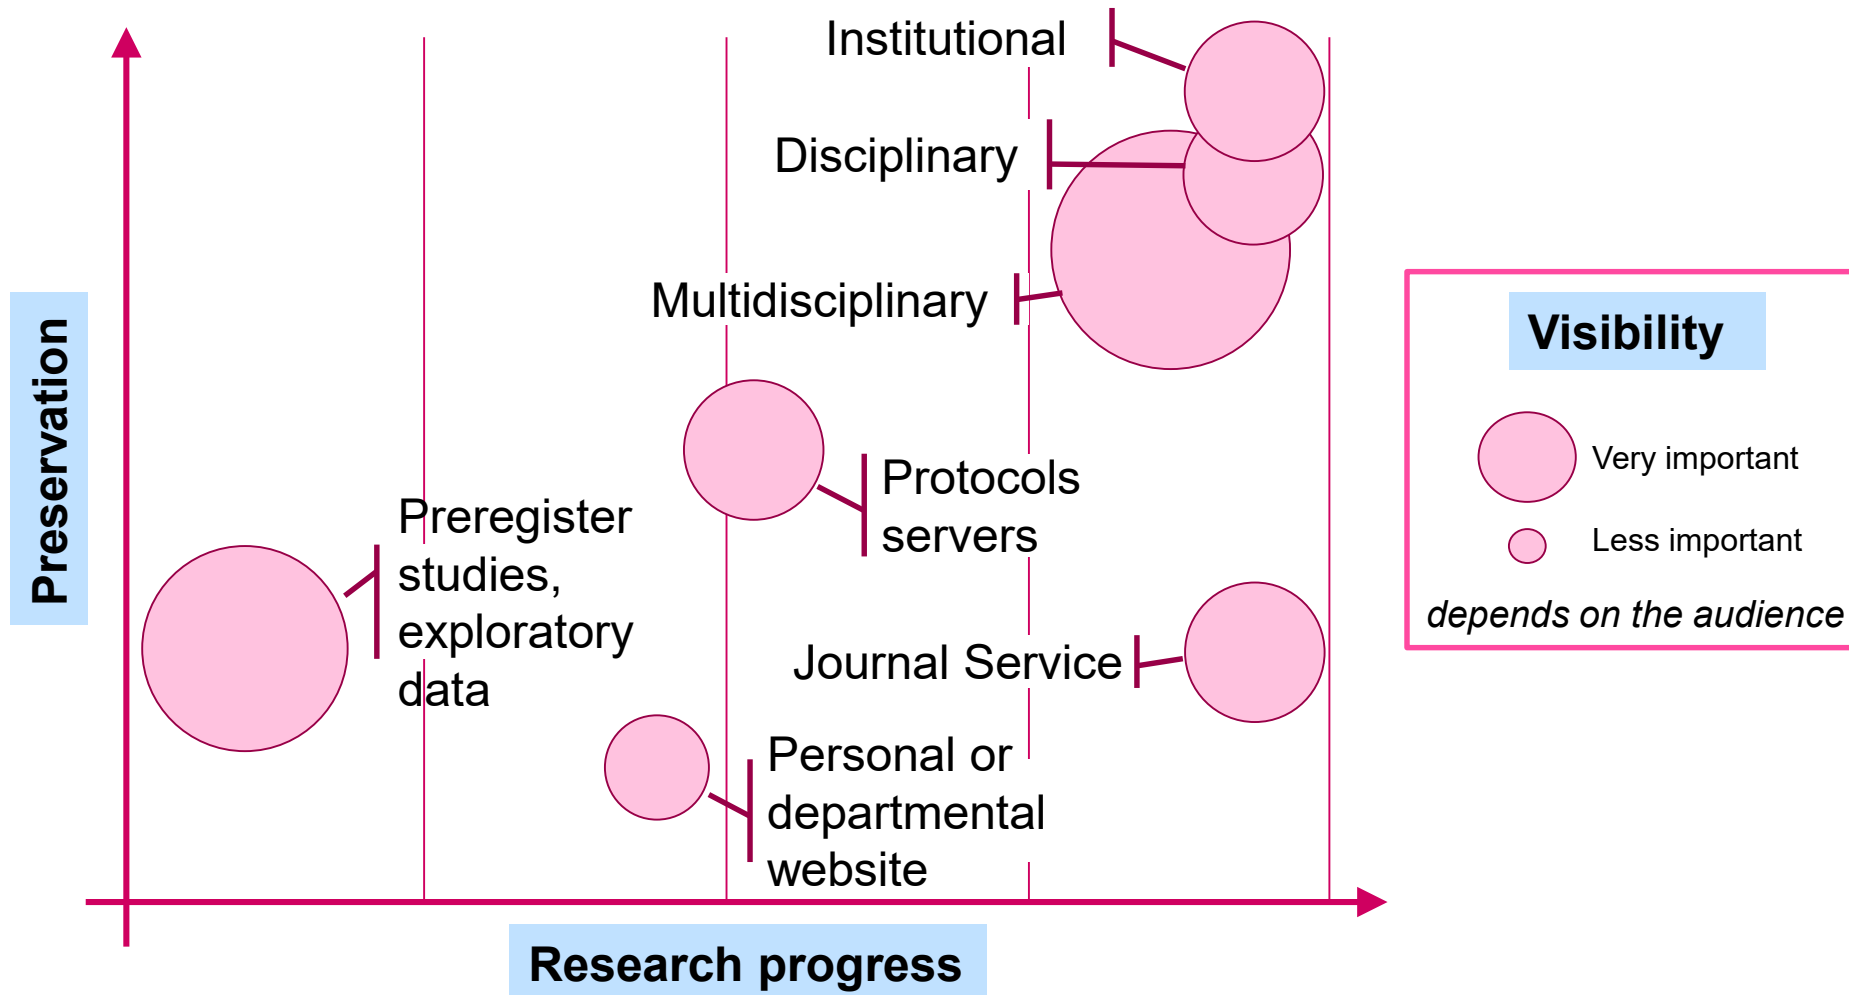 Institutional
Disciplinary
Multidisciplinary
Preservation
Preregister
studies,
exploratory
data
Protocols
servers
Journal Service
Personal or
departmental
website
Research progress
Visibility
Very important
Less important
depends on the audience